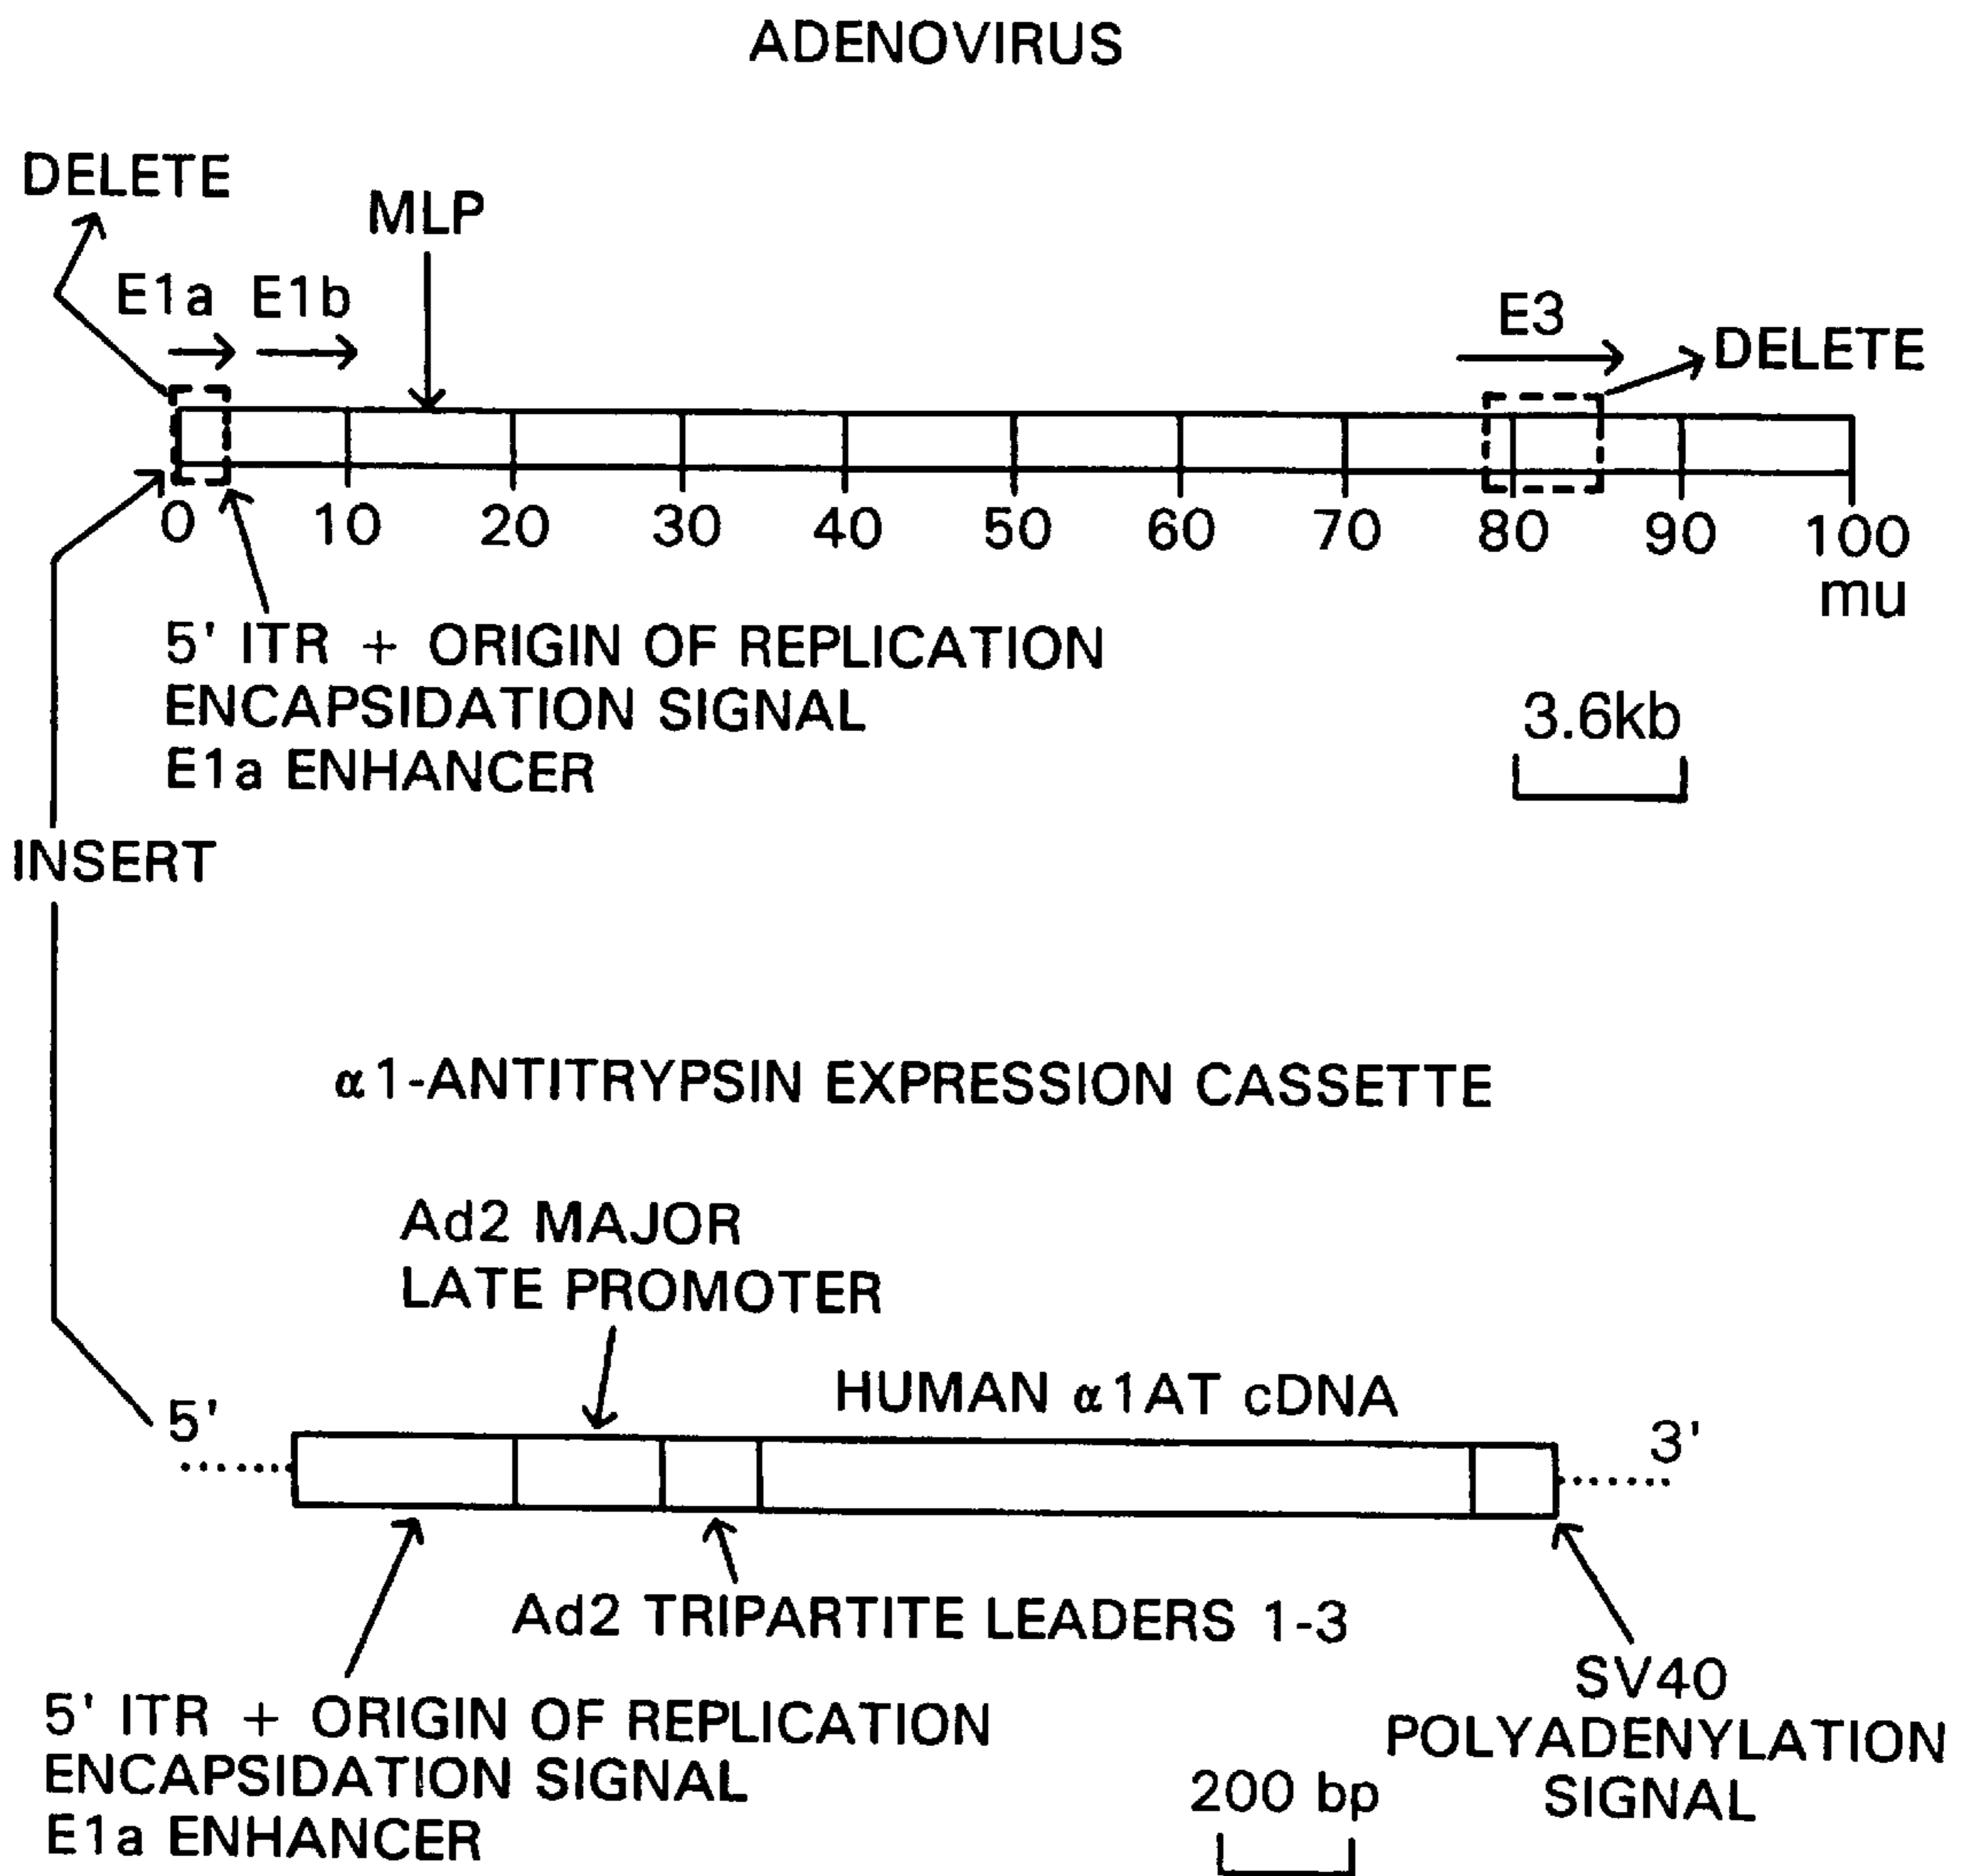 ADENOVIRUS
DELETE
MLP
E1a E1b
E3
DELETE
0 10 20 30 40 50 60 70 80 90 100
mu
5' ITR + ORIGIN OF REPLICATION
ENCAPSIDATION SIGNAL
E1a ENHANCER
3.6kb
INSERT
α1-ANTITRYPSIN EXPRESSION CASSETTE
Ad2 MAJOR
LATE PROMOTER
HUMAN α1AT cDNA
5'
3'
Ad2 TRIPARTITE LEADERS 1-3
5' ITR + ORIGIN OF REPLICATION
ENCAPSIDATION SIGNAL
E1a ENHANCER
SV40
POLYADENYLATION
SIGNAL
200 bp